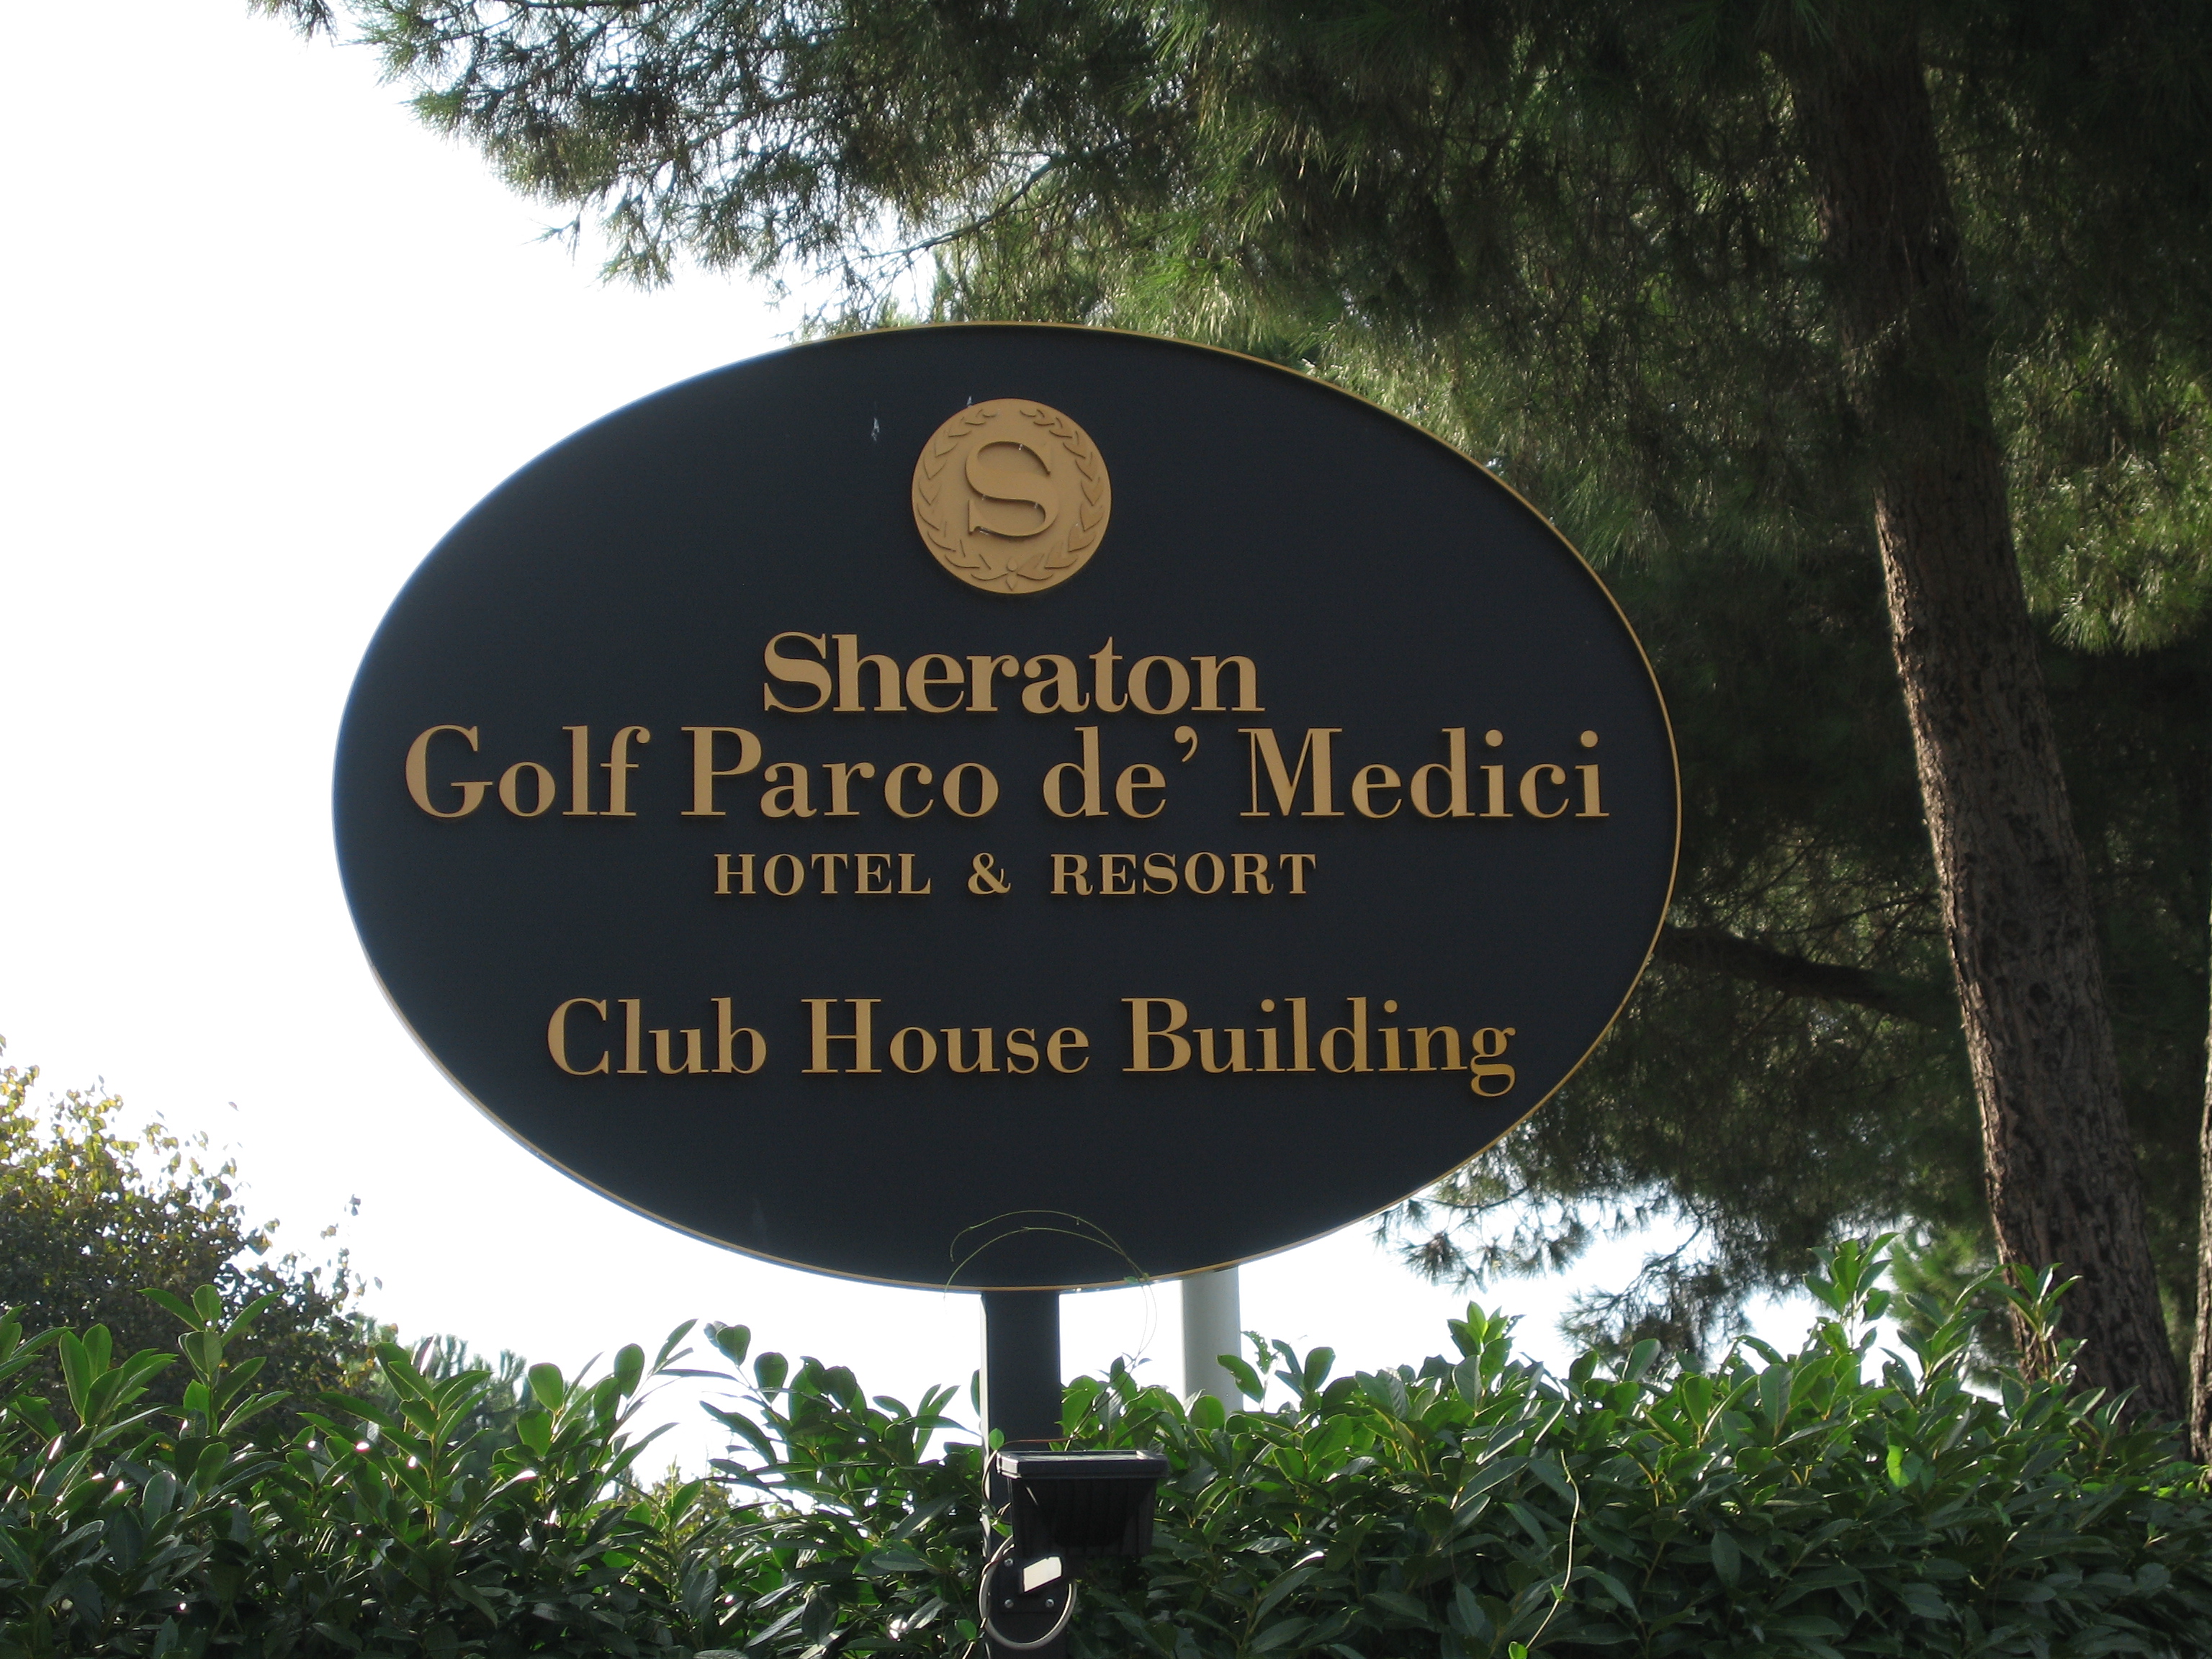 S
Sheraton
Golf Parco de’ Medici
HOTEL & RESORT
Club House Building